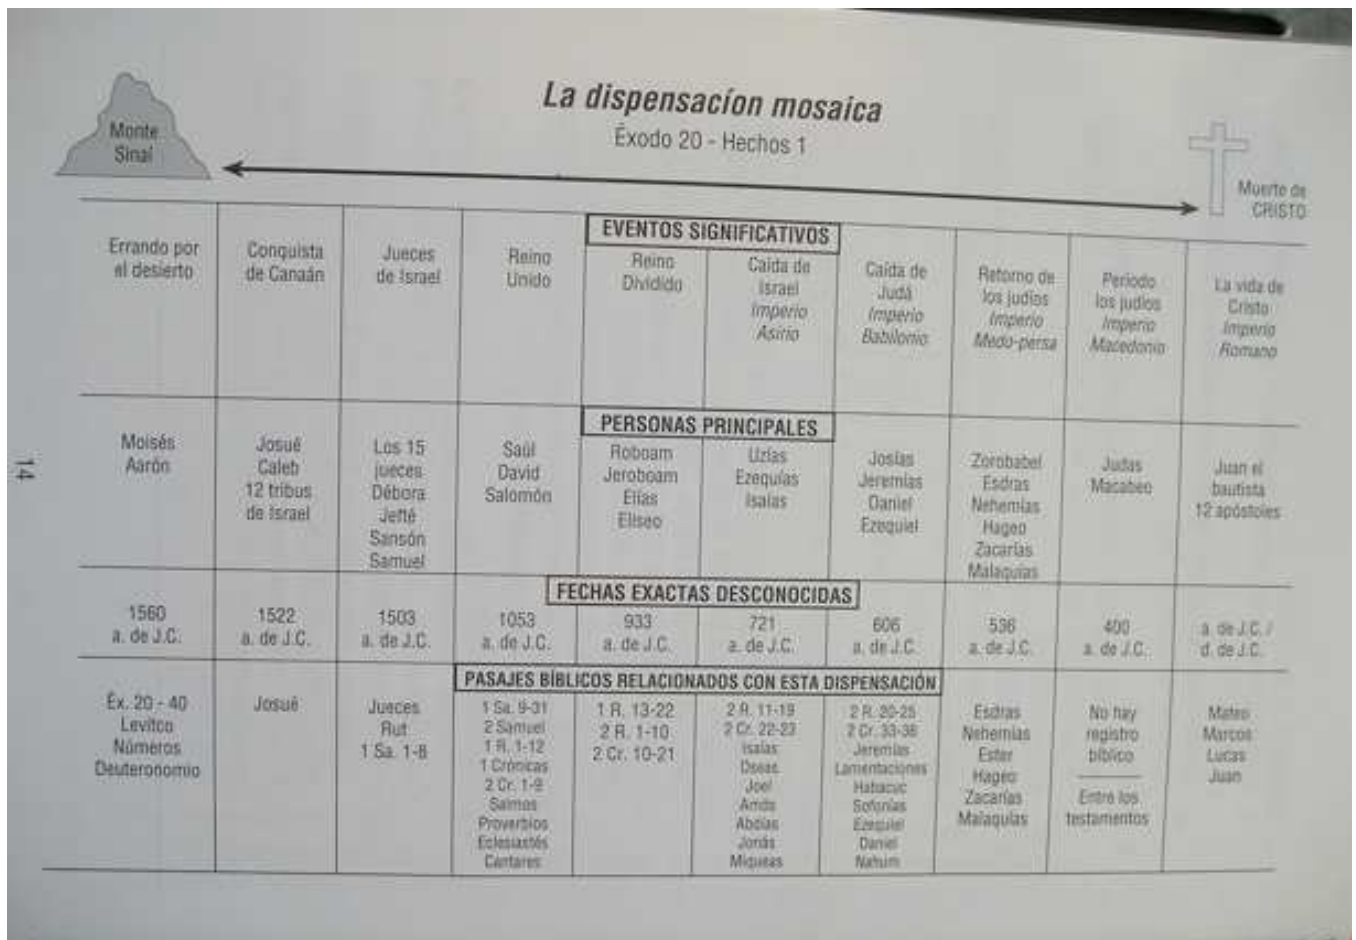 La dispensacíon mosaica
Éxodo 20 - Hechos 1
Monte
Sinaí
Muerte de
CRISTO
EVENTOS SIGNIFICATIVOS
Errando por
el desierto
Conquista
de Canaán
Jueces
de Israel
Reino
Unido
Reino
Dividido
Caída de
Israel
Imperio
Asirio
Caída de
Judá
Imperio
Babilonio
Retorno de
los judíos
Imperio
Medo-persa
Periodo
los judíos
Imperio
Macedonio
La vida de
Cristo
Imperio
Romano
PERSONAS PRINCIPALES
Moisés
Aarón
Josué
Caleb
12 tribus
de Israel
Los 15
jueces
Débora
Jefté
Sansón
Samuel
Saúl
David
Salomón
Roboam
Jeroboam
Elías
Eliseo
Uzías
Ezequías
Isaías
Josías
Jeremías
Daniel
Ezequiel
Zorobabel
Esdras
Nehemías
Hageo
Zacarías
Malaquías
Judas
Macabeo
Juan el
bautista
12 apóstoles
14
FECHAS EXACTAS DESCONOCIDAS
1560
a. de J.C.
1522
a. de J.C.
1503
a. de J.C.
1053
a. de J.C.
933
a. de J.C.
721
a. de J.C.
606
a. de J.C.
536
a. de J.C.
400
a. de J.C.
a. de J.C. /
d. de J.C.
PASAJES BÍBLICOS RELACIONADOS CON ESTA DISPENSACIÓN
Éx. 20 - 40
Levítco
Números
Deuteronomio
Josué
Jueces
Rut
1 Sa. 1-8
1 Sa. 9-31
2 Samuel
1 R. 1-12
1 Crónicas
2 Cr. 1-9
Salmos
Proverbios
Eclesiastés
Cantares
1 R. 13-22
2 R. 1-10
2 Cr. 10-21
2 R. 11-19
2 Cr. 22-23
Isaías
Oseas
Joel
Amós
Abdías
Jonás
Miqueas
2 R. 20-25
2 Cr. 33-36
Jeremías
Lamentaciones
Habacuc
Sofonías
Ezequiel
Daniel
Nahum
Esdras
Nehemías
Ester
Hageo
Zacarías
Malaquías
No hay
registro
bíblico
Entre los
testamentos
Mateo
Marcos
Lucas
Juan